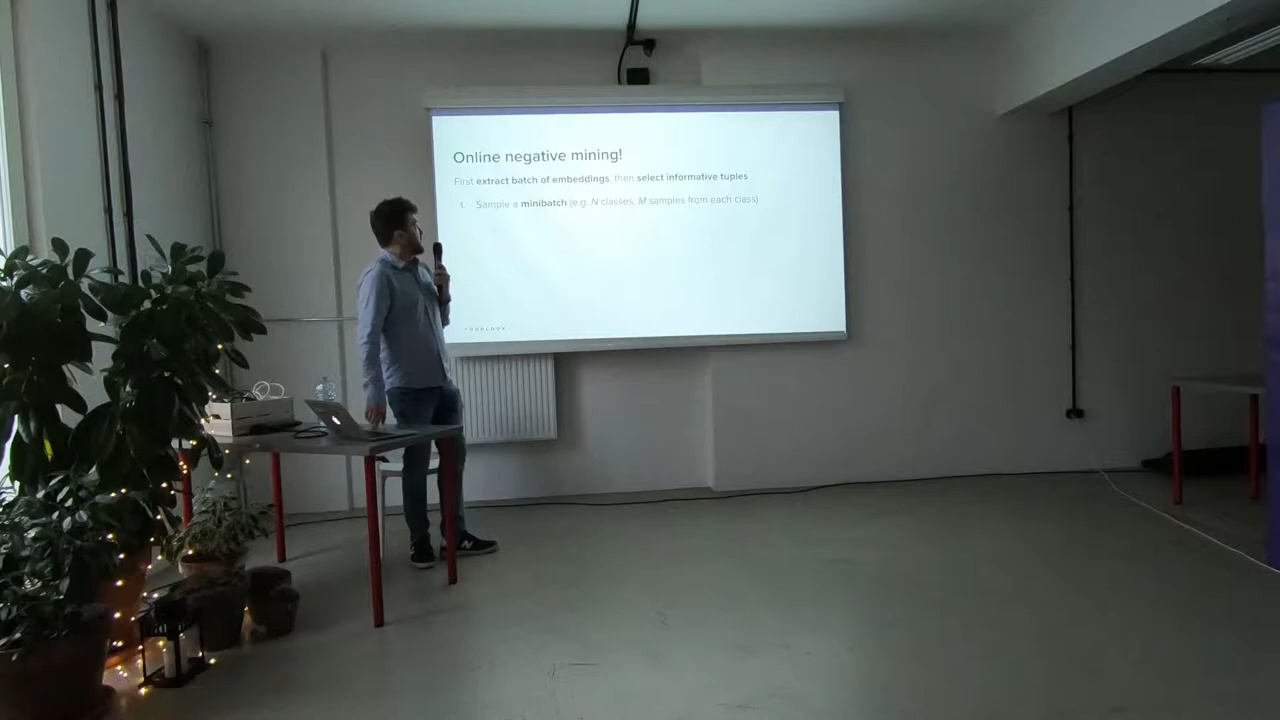 Online negative mining!
First extract batch of embeddings, then select informative tuples
1. Sample a minibatch (e.g. N classes, M samples from each class)